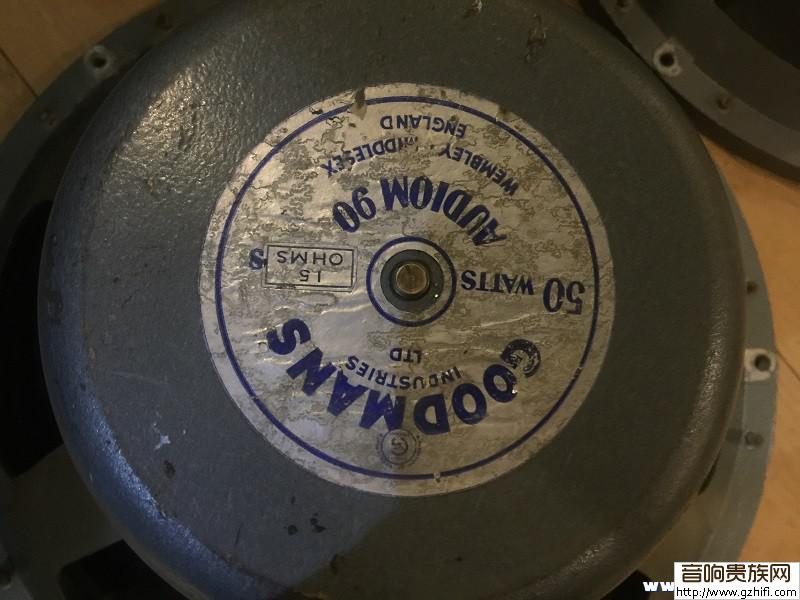 GOODMANS
INDUSTRIES
LTD
50 WATTS
15
OHMS
S
AUDIOM 90
WEMBLEY · MIDDLESEX
ENGLAND
音响贵族网
http://www.gzhifi.com